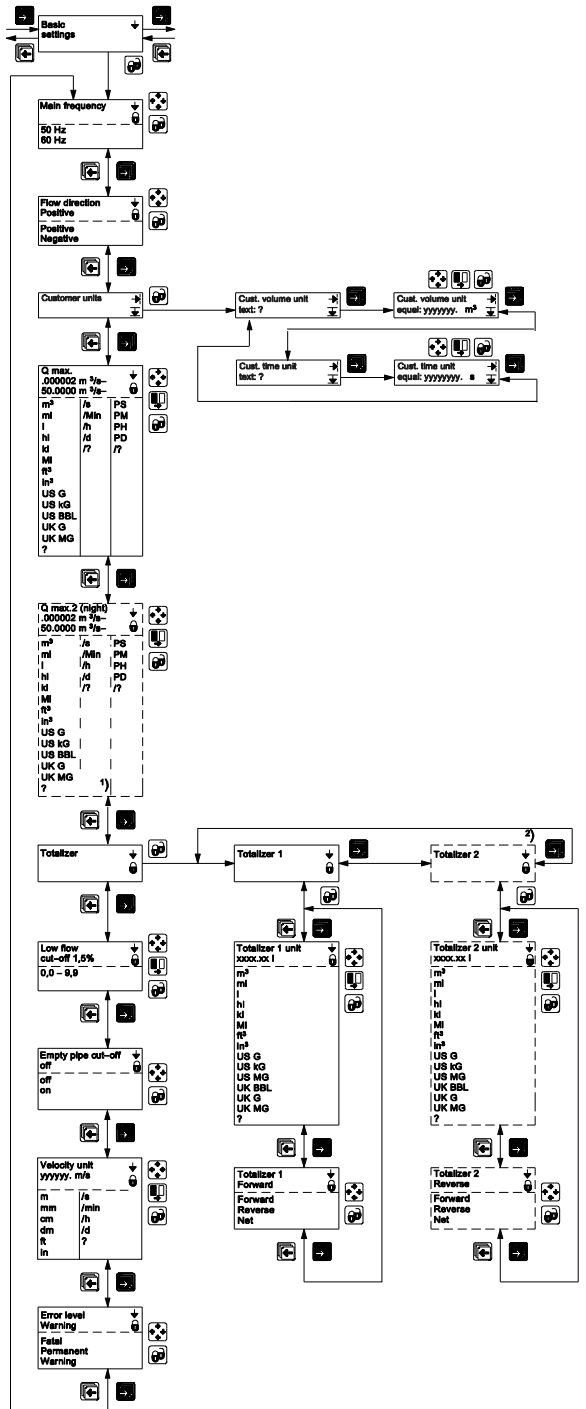 Basic
settings
Main frequency
50 Hz
60 Hz
Flow direction
Positive
Positive
Negative
Customer units
Cust. volume unit
text: ?
Cust. volume unit
equal: yyyyyyy. m³
Cust. time unit
text: ?
Cust. time unit
equal: yyyyyyyy. s
Q max.
.000002 m³/s–
50.0000 m³/s–
m³ /s PS
ml /Min PM
l /h PH
hl /d PD
kl /? /?
Ml
ft³
in³
US G
US kG
US BBL
UK G
UK MG
?
Q max.2 (night)
.000002 m³/s–
50.0000 m³/s–
m³ /s PS
ml /Min PM
l /h PH
hl /d PD
kl /? /?
Ml
ft³
in³
US G
US kG
US BBL
UK G
UK MG
? 1)
Totalizer
Totalizer 1
2)
Totalizer 2
Low flow
cut–off 1,5%
0,0 – 9,9
Totalizer 1 unit
xxxx.xx l
m³
ml
l
hl
kl
Ml
ft³
in³
US G
US kG
US MG
UK BBL
UK G
UK MG
?
Totalizer 2 unit
xxxx.xx l
m³
ml
l
hl
kl
Ml
ft³
in³
US G
US kG
US MG
UK BBL
UK G
UK MG
?
Empty pipe cut–off
off
off
on
Velocity unit
yyyyyy. m/s
m /s
mm /min
cm /h
dm /d
ft ?
in
Totalizer 1
Forward
Forward
Reverse
Net
Totalizer 2
Reverse
Forward
Reverse
Net
Error level
Warning
Fatal
Permanent
Warning